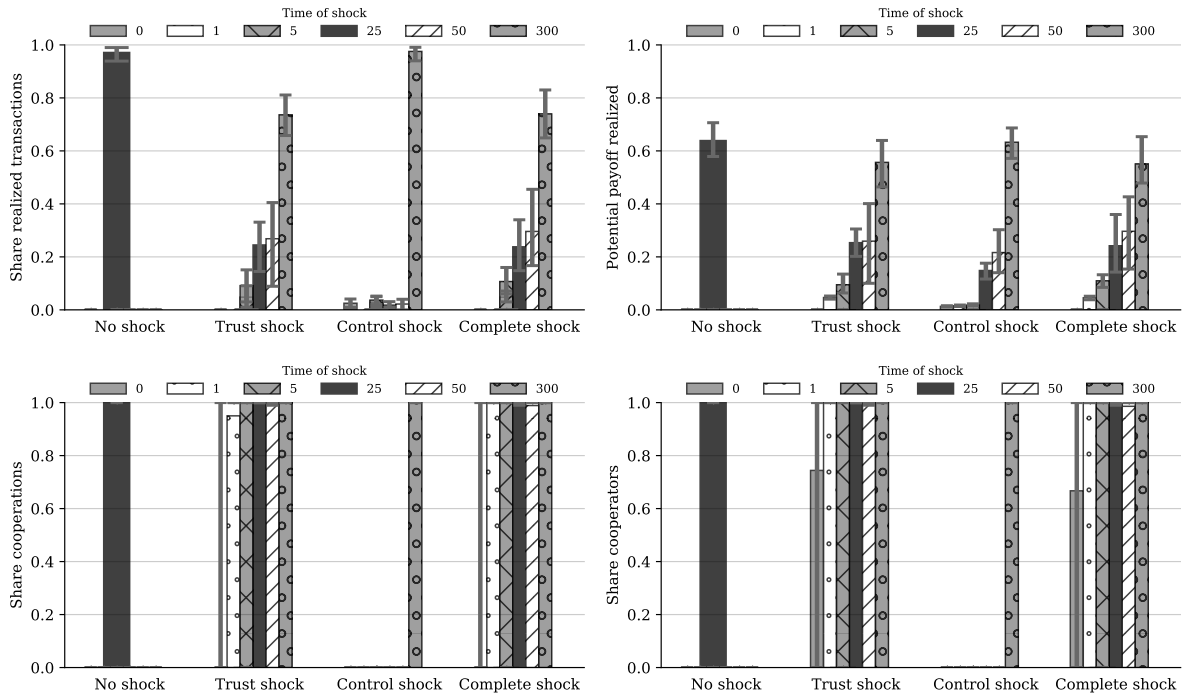 Time of shock
0 1 5 25 50 300
Share realized transactions
1.0
0.8
0.6
0.4
0.2
0.0
No shock Trust shock Control shock Complete shock
Time of shock
0 1 5 25 50 300
Potential payoff realized
1.0
0.8
0.6
0.4
0.2
0.0
No shock Trust shock Control shock Complete shock
Time of shock
0 1 5 25 50 300
Share cooperations
1.0
0.8
0.6
0.4
0.2
0.0
No shock Trust shock Control shock Complete shock
Time of shock
0 1 5 25 50 300
Share cooperators
1.0
0.8
0.6
0.4
0.2
0.0
No shock Trust shock Control shock Complete shock